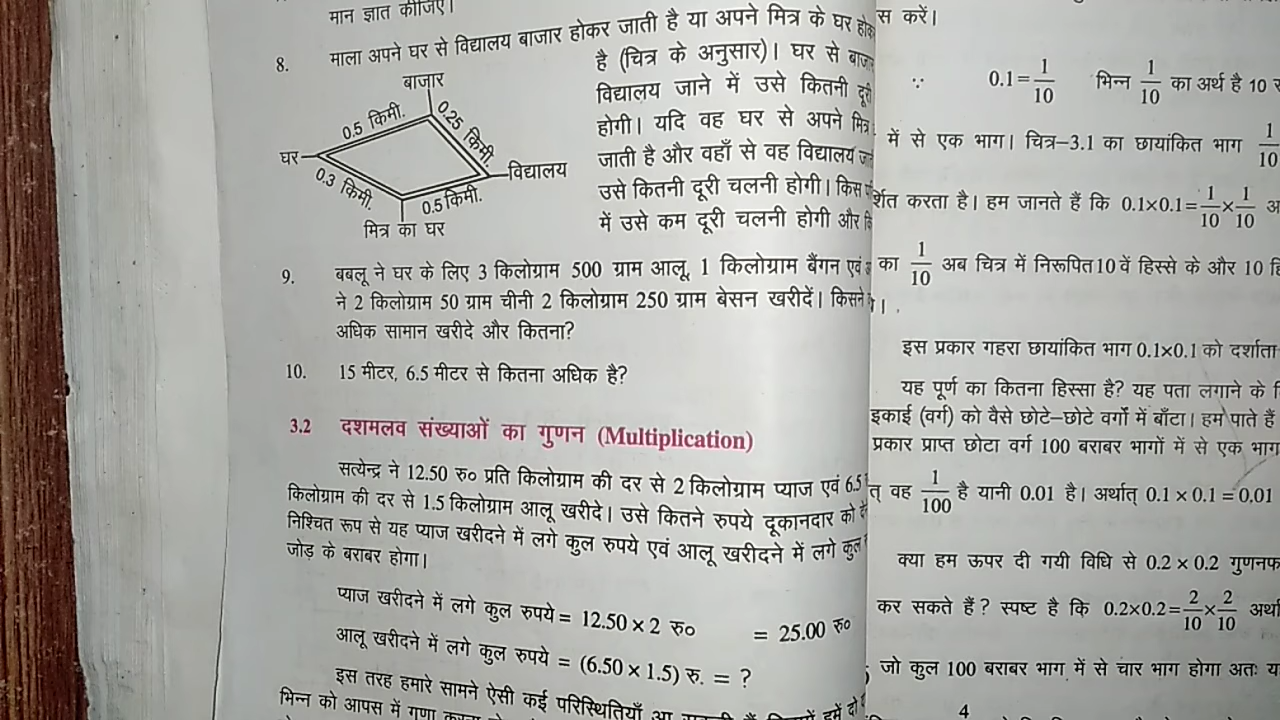 मान ज्ञात कीजिए।
8. माला अपने घर से विद्यालय बाजार होकर जाती है या अपने मित्र के घर
है (चित्र के अनुसार)। घर से
विद्यालय जाने में उसे कितनी दूरी
होगी। यदि वह घर से अपने मित्र
जाती है और वहाँ से वह विद्यालय
उसे कितनी दूरी चलनी होगी। किस
में उसे कम दूरी चलनी होगी और
बाजार
0.5 किमी.
0.25 किमी.
घर
विद्यालय
0.3 किमी.
0.5 किमी.
मित्र का घर
9. बबलू ने घर के लिए 3 किलोग्राम 500 ग्राम आलू, 1 किलोग्राम बैंगन एवं
ने 2 किलोग्राम 50 ग्राम चीनी 2 किलोग्राम 250 ग्राम बेसन खरीदें। किसने
अधिक सामान खरीदे और कितना?
10. 15 मीटर, 6.5 मीटर से कितना अधिक है?
3.2 दशमलव संख्याओं का गुणन (Multiplication)
सत्येन्द्र ने 12.50 रु० प्रति किलोग्राम की दर से 2 किलोग्राम प्याज एवं 6.5
किलोग्राम की दर से 1.5 किलोग्राम आलू खरीदे। उसे कितने रुपये दूकानदार को
निश्चित रूप से यह प्याज खरीदने में लगे कुल रुपये एवं आलू खरीदने में लगे कुल
जोड़ के बराबर होगा।
प्याज खरीदने में लगे कुल रुपये = 12.50 × 2 रु० = 25.00 रु०
आलू खरीदने में लगे कुल रुपये = (6.50 × 1.5) रु. = ?
इस तरह हमारे सामने ऐसी कई परिस्थितियाँ आ
भिन्न को आपस में गुणा
स करें।
∵ 0.1 = 1/10 भिन्न 1/10 का अर्थ है 10
में से एक भाग। चित्र–3.1 का छायांकित भाग 1/10
र्शित करता है। हम जानते हैं कि 0.1×0.1 = 1/10 × 1/10
का 1/10 अब चित्र में निरूपित 10 वें हिस्से के और 10
इस प्रकार गहरा छायांकित भाग 0.1×0.1 को दर्शाता
यह पूर्ण का कितना हिस्सा है? यह पता लगाने के
इकाई (वर्ग) को वैसे छोटे–छोटे वर्गों में बाँटा। हम पाते हैं
प्रकार प्राप्त छोटा वर्ग 100 बराबर भागों में से एक भाग
त् वह 1/100 है यानी 0.01 है। अर्थात् 0.1 × 0.1 = 0.01
क्या हम ऊपर दी गयी विधि से 0.2 × 0.2 गुणनफ
कर सकते हैं? स्पष्ट है कि 0.2×0.2 = 2/10 × 2/10 अर्था
जो कुल 100 बराबर भाग में से चार भाग होगा अतः
4